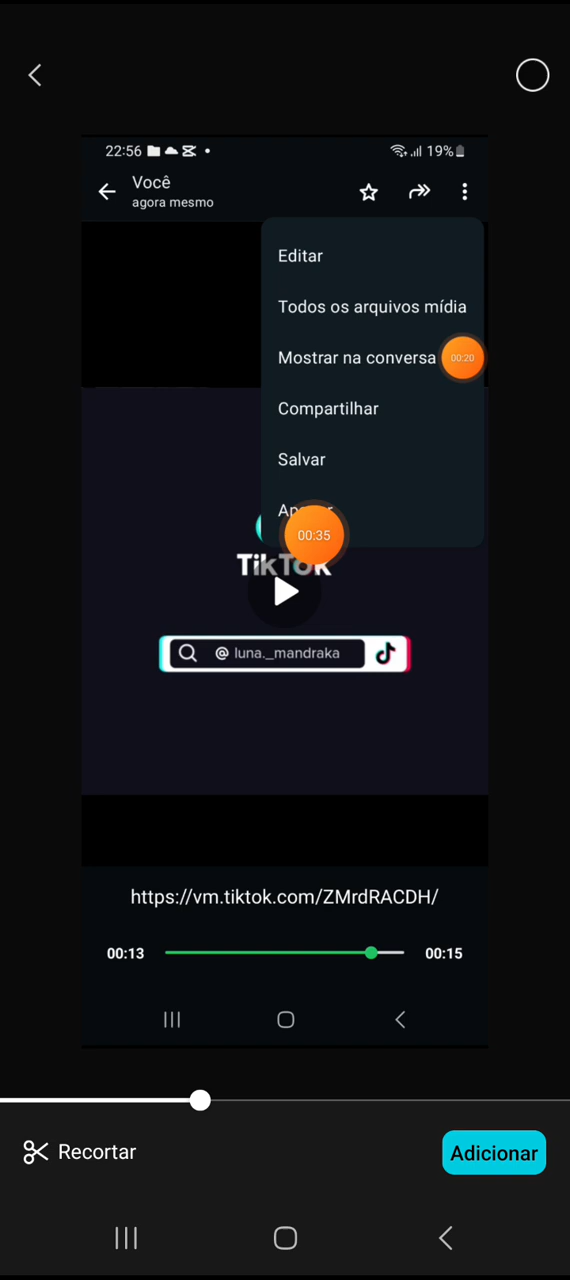 22:56
19%
Você
agora mesmo
Editar
Todos os arquivos mídia
Mostrar na conversa
00:20
Compartilhar
Salvar
00:35
TikTok
@ luna._mandraka
https://vm.tiktok.com/ZMrdRACDH/
00:13
00:15
Recortar
Adicionar